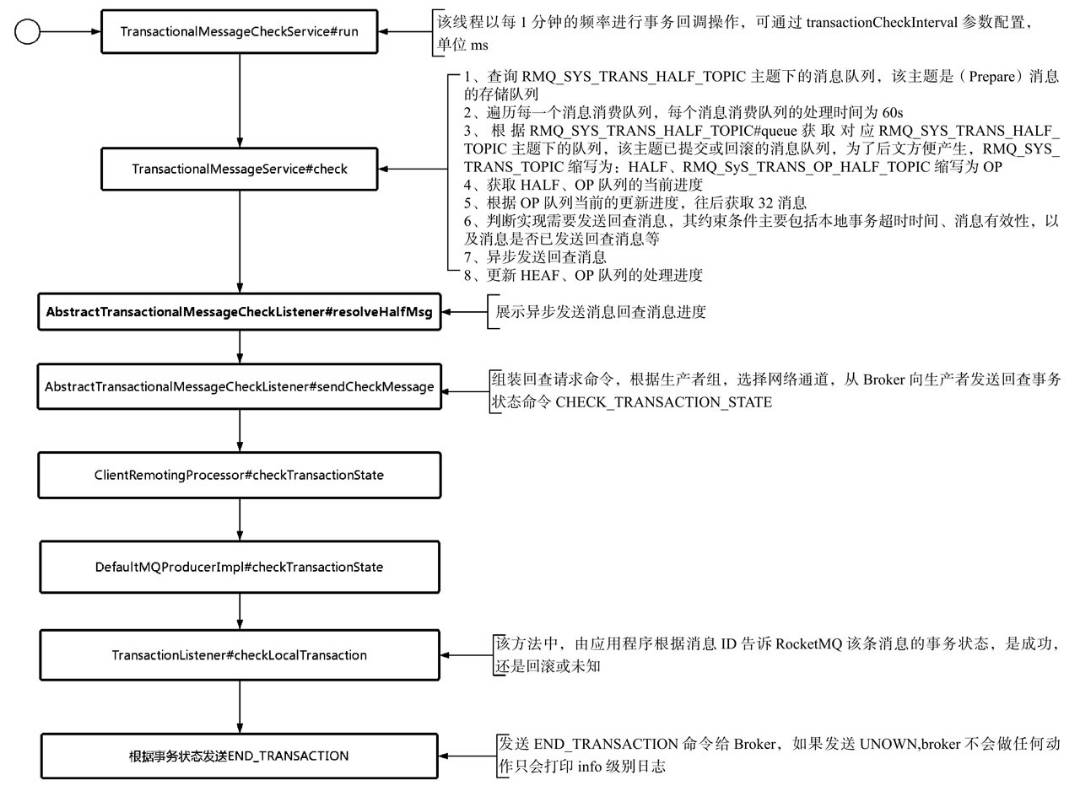 TransactionalMessageCheckService#run
该线程以每 1 分钟的频率进行事务回调操作，可通过 transactionCheckInterval 参数配置，
单位 ms
TransactionalMessageService#check
1、查询 RMQ_SYS_TRANS_HALF_TOPIC 主题下的消息队列，该主题是（Prepare）消息
的存储队列
2、遍历每一个消息消费队列，每个消息消费队列的处理时间为 60s
3、根据 RMQ_SYS_TRANS_HALF_TOPIC#queue 获取对应 RMQ_SYS_TRANS_HALF_
TOPIC 主题下的队列，该主题已提交或回滚的消息队列，为了后文方便产生，RMQ_SYS_
TRANS_TOPIC 缩写为：HALF、RMQ_SyS_TRANS_OP_HALF_TOPIC 缩写为 OP
4、获取 HALF、OP 队列的当前进度
5、根据 OP 队列当前的更新进度，往后获取 32 消息
6、判断实现需要发送回查消息，其约束条件主要包括本地事务超时时间、消息有效性，以
及消息是否已发送回查消息等
7、异步发送回查消息
8、更新 HEAF、OP 队列的处理进度
AbstractTransactionalMessageCheckListener#resolveHalfMsg
展示异步发送消息回查消息进度
AbstractTransactionalMessageCheckListener#sendCheckMessage
组装回查请求命令，根据生产者组，选择网络通道，从 Broker 向生产者发送回查事务
状态命令 CHECK_TRANSACTION_STATE
ClientRemotingProcessor#checkTransactionState
DefaultMQProducerImpl#checkTransactionState
TransactionListener#checkLocalTransaction
该方法中，由应用程序根据消息 ID 告诉 RocketMQ 该条消息的事务状态，是成功，
还是回滚或未知
根据事务状态发送END_TRANSACTION
发送 END_TRANSACTION 命令给 Broker，如果发送 UNOWN,broker 不会做任何动
作只会打印 info 级别日志